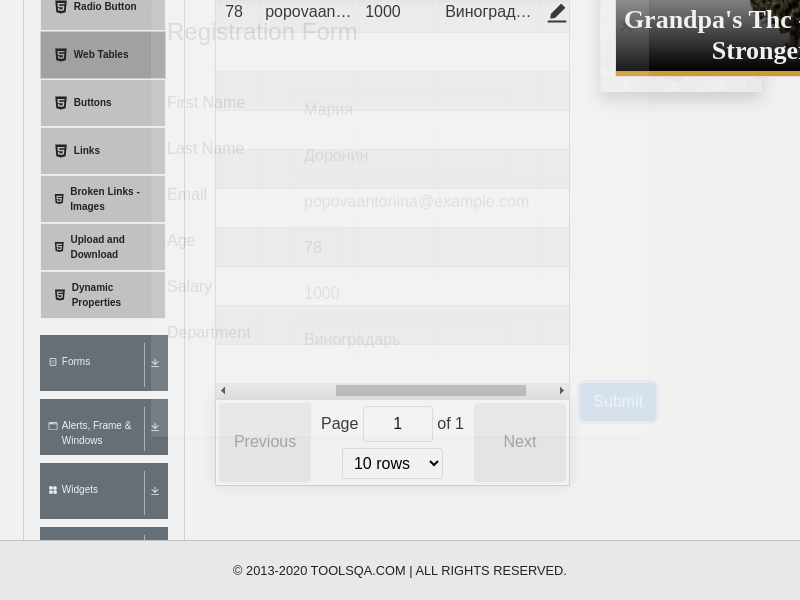 Radio Button
78 popovaan… 1000 Виноград…
Grandpa's Thc
Stronge
Registration Form
Web Tables
Buttons
First Name Мария
Links
Last Name Доронин
Broken Links - Images
Email popovaantonina@example.com
Upload and Download
Age 78
Dynamic Properties
Salary 1000
Department Виноградарь
Forms
Submit
Alerts, Frame & Windows
Previous Page 1 of 1 Next
10 rows
Widgets
© 2013-2020 TOOLSQA.COM | ALL RIGHTS RESERVED.